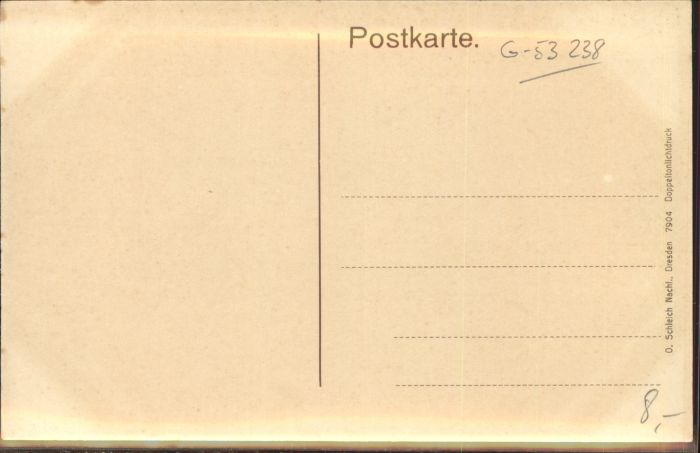 Postkarte.
G-53 238
O. Schleich Nachf., Dresden 7904 Doppeltonlichtdruck
8,-